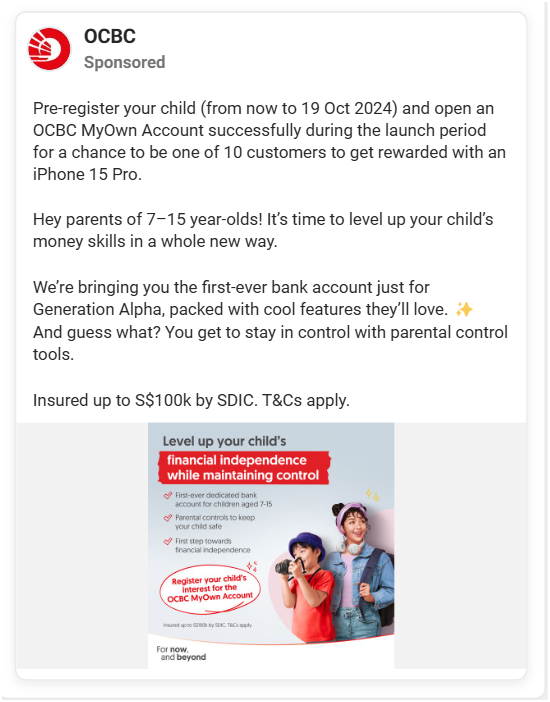 OCBC
Sponsored
Pre-register your child (from now to 19 Oct 2024) and open an
OCBC MyOwn Account successfully during the launch period
for a chance to be one of 10 customers to get rewarded with an
iPhone 15 Pro.
Hey parents of 7–15 year-olds! It’s time to level up your child’s
money skills in a whole new way.
We’re bringing you the first-ever bank account just for
Generation Alpha, packed with cool features they’ll love. ✨
And guess what? You get to stay in control with parental control
tools.
Insured up to S$100k by SDIC. T&Cs apply.
Level up your child's
financial independence
while maintaining control
First-ever dedicated bank
account for children aged 7-15
Parental controls to keep
your child safe
First step towards
financial independence
Register your child's
interest for the
OCBC MyOwn Account
Insured up to S$100k by SDIC. T&Cs apply.
For now,
and beyond